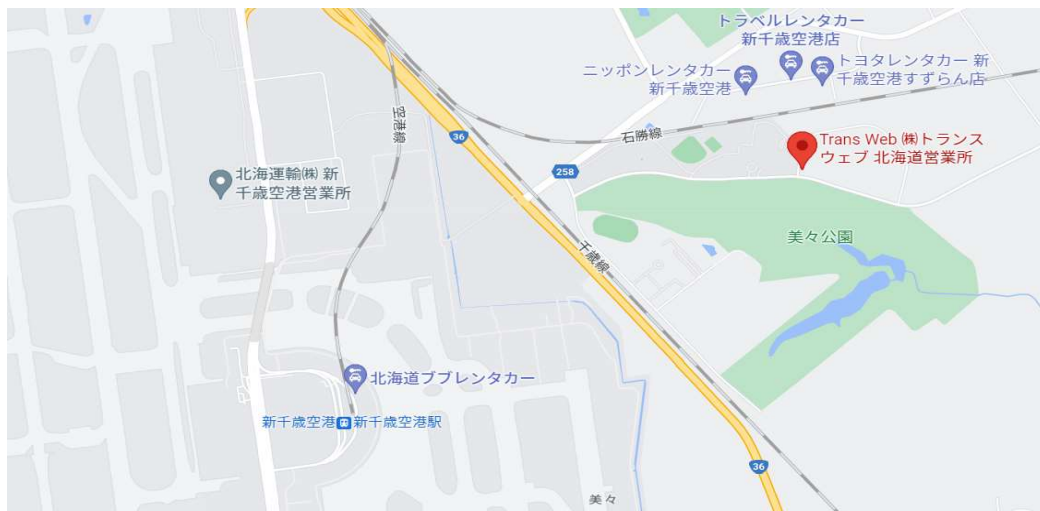 トラベルレンタカー
新千歳空港店
ニッポンレンタカー
新千歳空港
トヨタレンタカー 新
千歳空港すずらん店
空港線
36
石勝線
Trans Web ㈱トランス
ウェブ 北海道営業所
258
北海運輸㈱ 新
千歳空港営業所
美々公園
千歳線
北海道ブブレンタカー
新千歳空港
新千歳空港駅
36
美々